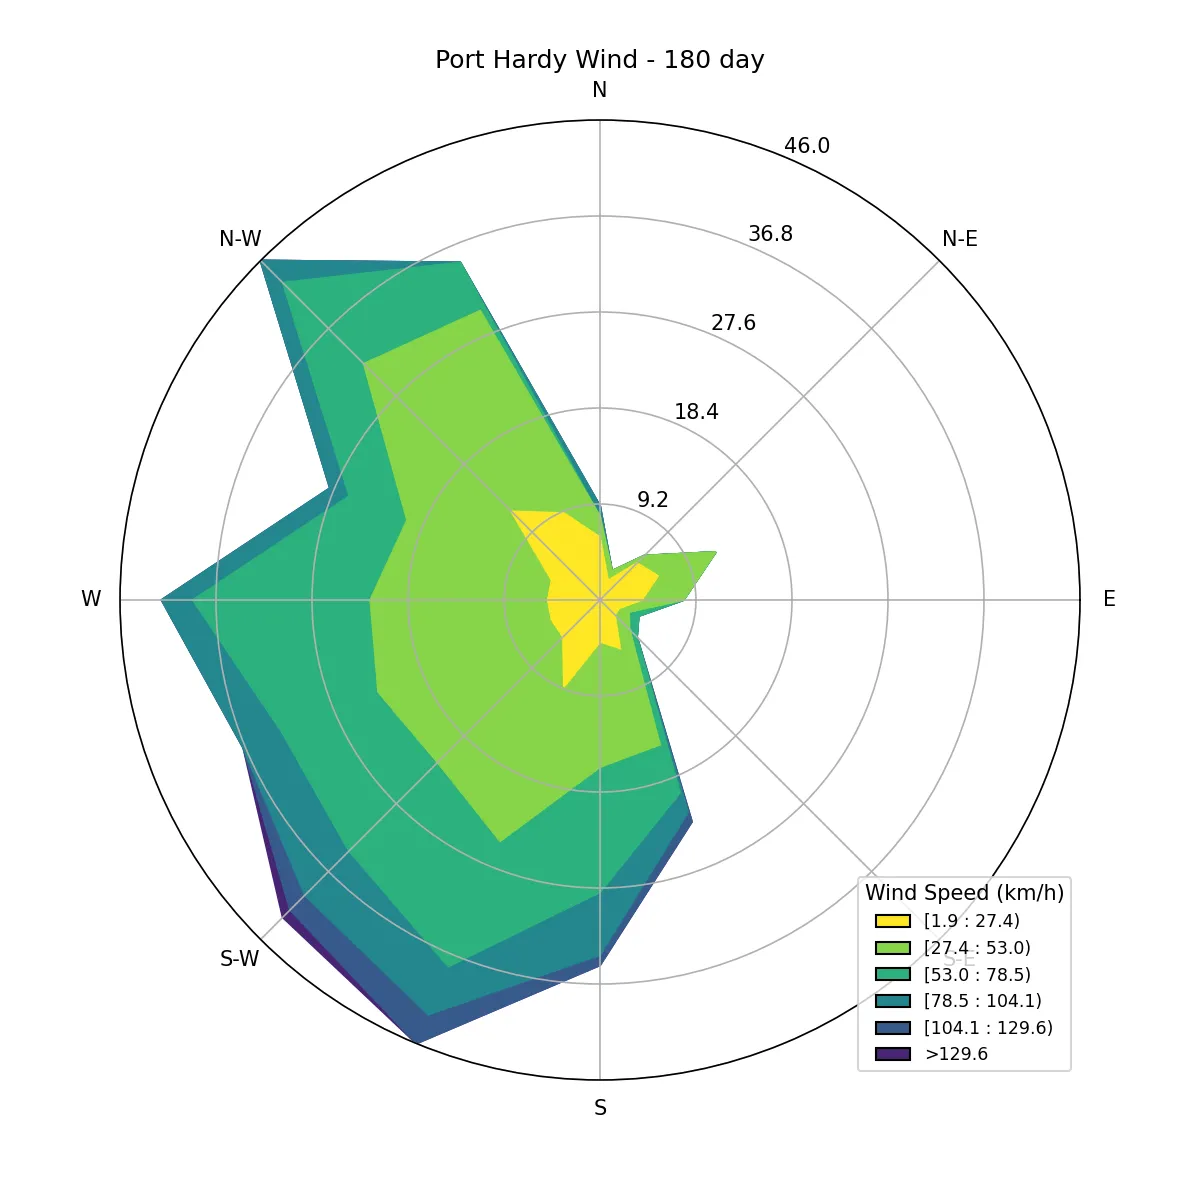 Port Hardy Wind - 180 day
N
46.0
N-W
N-E
36.8
27.6
18.4
9.2
W
E
S-W
S-E
S
Wind Speed (km/h)
[1.9 : 27.4)
[27.4 : 53.0)
[53.0 : 78.5)
[78.5 : 104.1)
[104.1 : 129.6)
>129.6